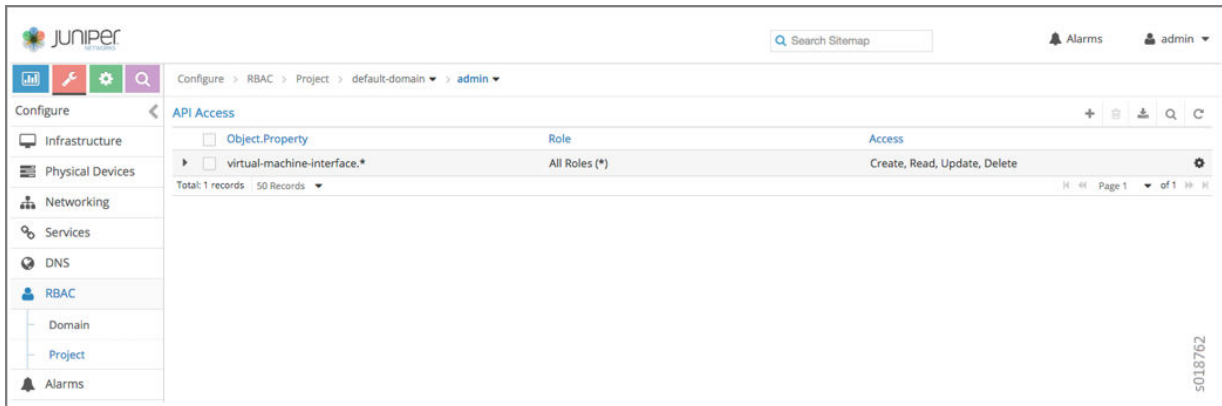 JUNIPEr
NETWORKS
Search Sitemap
Alarms
admin
Configure > RBAC > Project > default-domain > admin
Configure
API Access
Infrastructure
Object.Property Role Access
Physical Devices
virtual-machine-interface.* All Roles (*) Create, Read, Update, Delete
Total: 1 records 50 Records Page 1 of 1
Networking
Services
DNS
RBAC
Domain
Project
Alarms
s018762